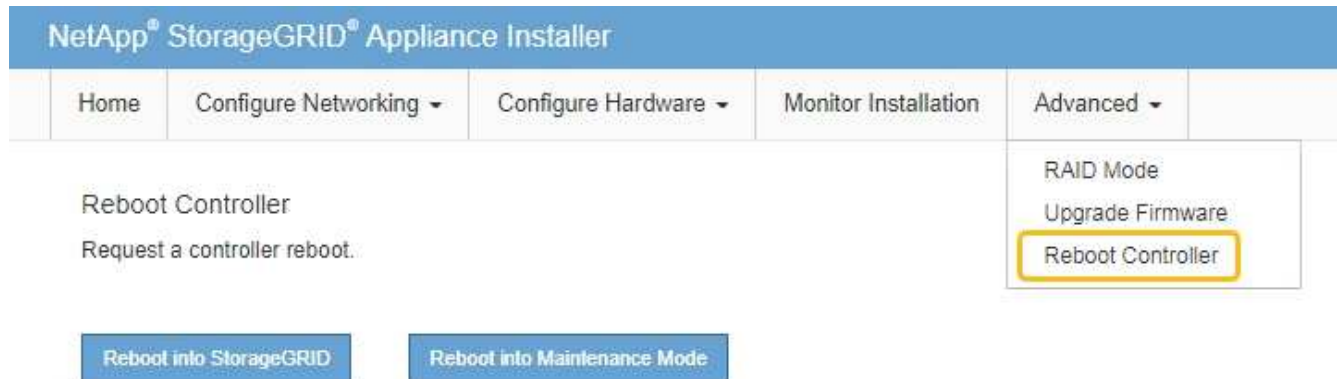 NetApp® StorageGRID® Appliance Installer
Home Configure Networking Configure Hardware Monitor Installation Advanced
RAID Mode
Upgrade Firmware
Reboot Controller
Reboot Controller
Request a controller reboot.
Reboot into StorageGRID Reboot into Maintenance Mode